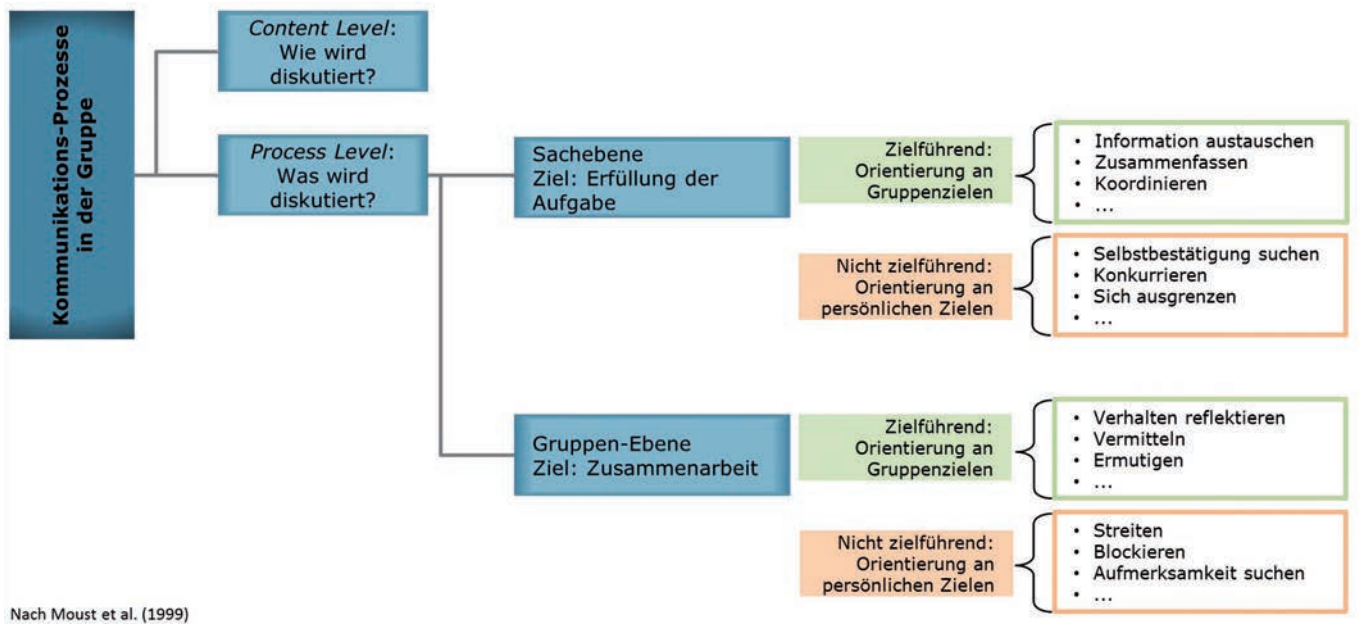 Kommunikations-Prozesse
in der Gruppe
Content Level:
Wie wird
diskutiert?
Process Level:
Was wird
diskutiert?
Sachebene
Ziel: Erfüllung der
Aufgabe
Zielführend:
Orientierung an
Gruppenzielen
• Information austauschen
• Zusammenfassen
• Koordinieren
• ...
Nicht zielführend:
Orientierung an
persönlichen Zielen
• Selbstbestätigung suchen
• Konkurrieren
• Sich ausgrenzen
• ...
Gruppen-Ebene
Ziel: Zusammenarbeit
Zielführend:
Orientierung an
Gruppenzielen
• Verhalten reflektieren
• Vermitteln
• Ermutigen
• ...
Nicht zielführend:
Orientierung an
persönlichen Zielen
• Streiten
• Blockieren
• Aufmerksamkeit suchen
• ...
Nach Moust et al. (1999)